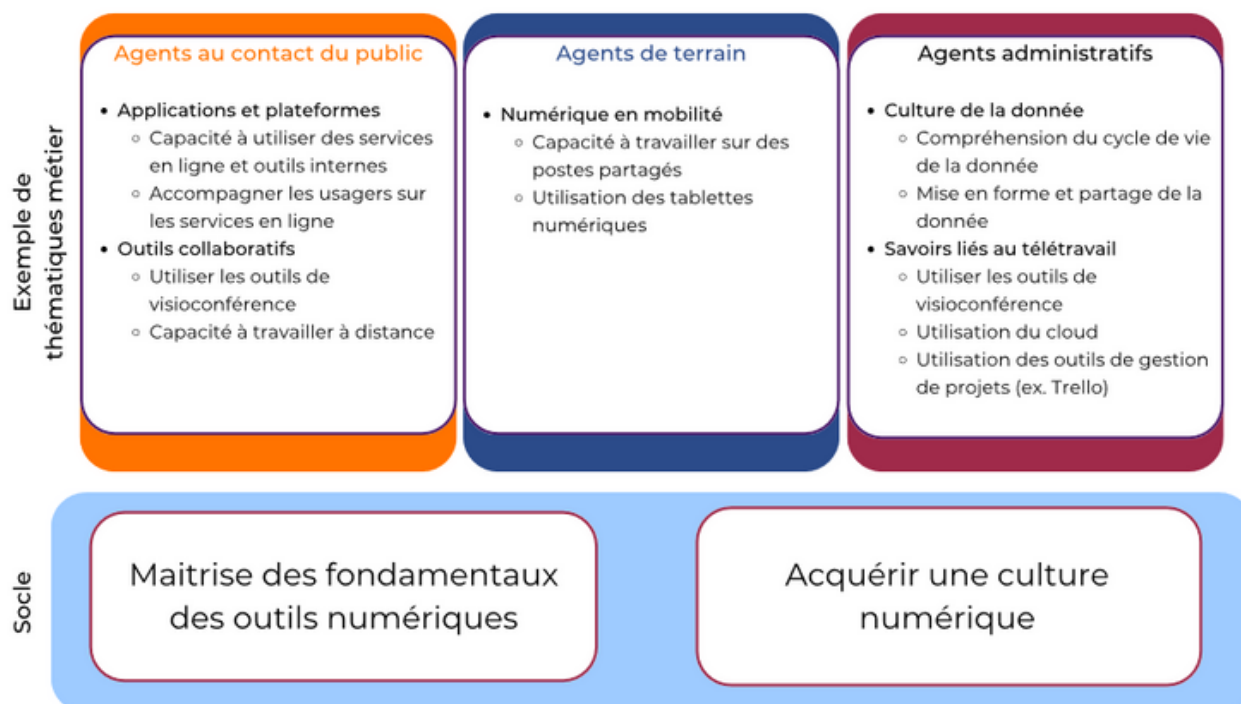 Exemple de
thématiques métier
Agents au contact du public
• Applications et plateformes
◦ Capacité à utiliser des services
en ligne et outils internes
◦ Accompagner les usagers sur
les services en ligne
• Outils collaboratifs
◦ Utiliser les outils de
visioconférence
◦ Capacité à travailler à distance
Agents de terrain
• Numérique en mobilité
◦ Capacité à travailler sur des
postes partagés
◦ Utilisation des tablettes
numériques
Agents administratifs
• Culture de la donnée
◦ Compréhension du cycle de vie
de la donnée
◦ Mise en forme et partage de la
donnée
• Savoirs liés au télétravail
◦ Utiliser les outils de
visioconférence
◦ Utilisation du cloud
◦ Utilisation des outils de gestion
de projets (ex. Trello)
Socle
Maitrise des fondamentaux
des outils numériques
Acquérir une culture
numérique